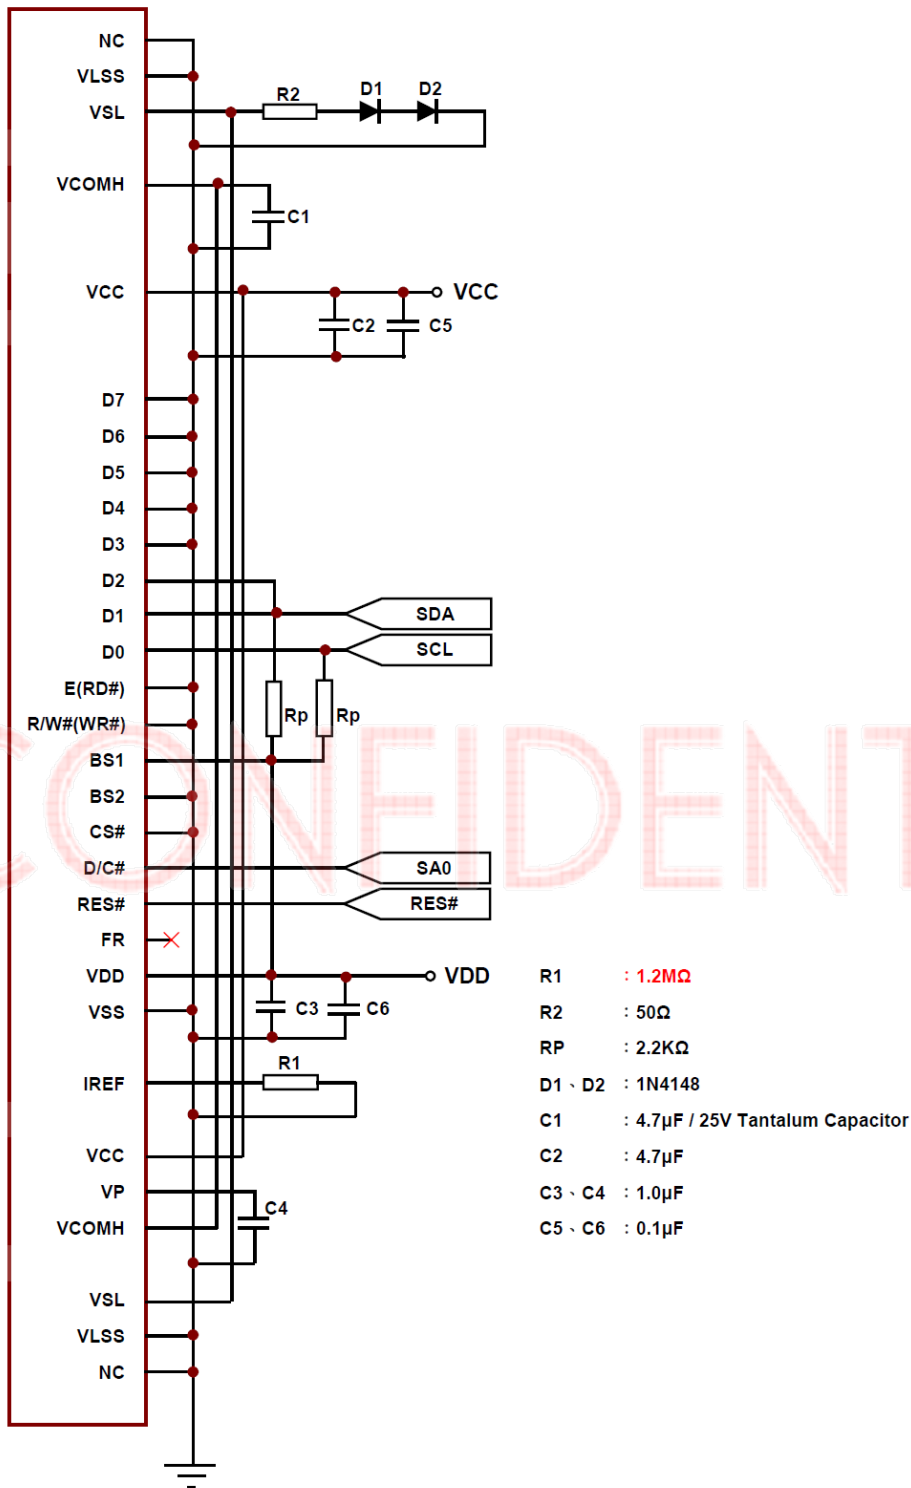 NC
VLSS
VSL
R2
D1
D2
VCOMH
C1
VCC
VCC
C2
C5
D7
D6
D5
D4
D3
D2
D1
SDA
D0
SCL
E(RD#)
R/W#(WR#)
Rp
Rp
BS1
BS2
CS#
D/C#
SA0
RES#
RES#
FR
VDD
VDD
VSS
C3
C6
IREF
R1
VCC
VP
C4
VCOMH
VSL
VLSS
NC
R1 : 1.2MΩ
R2 : 50Ω
RP : 2.2KΩ
D1、D2 : 1N4148
C1 : 4.7μF / 25V Tantalum Capacitor
C2 : 4.7μF
C3、C4 : 1.0μF
C5、C6 : 0.1μF
CONFIDENT